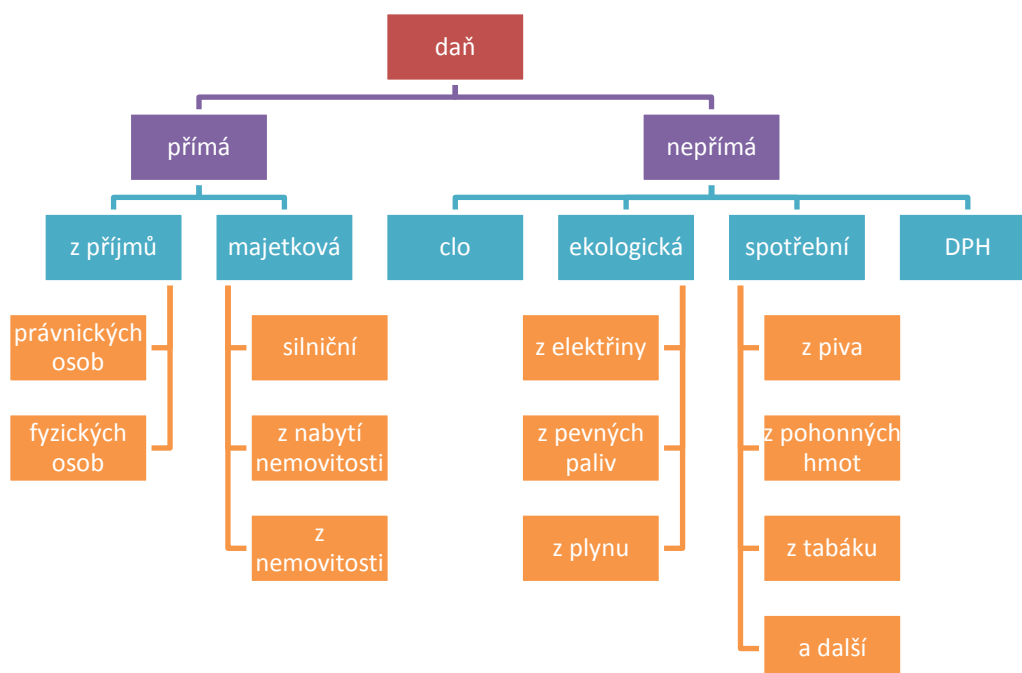 daň
přímá
nepřímá
z příjmů
majetková
clo
ekologická
spotřební
DPH
právnických
osob
silniční
z elektřiny
z piva
fyzických
osob
z nabytí
nemovitosti
z pevných
paliv
z pohonných
hmot
z
nemovitosti
z plynu
z tabáku
a další